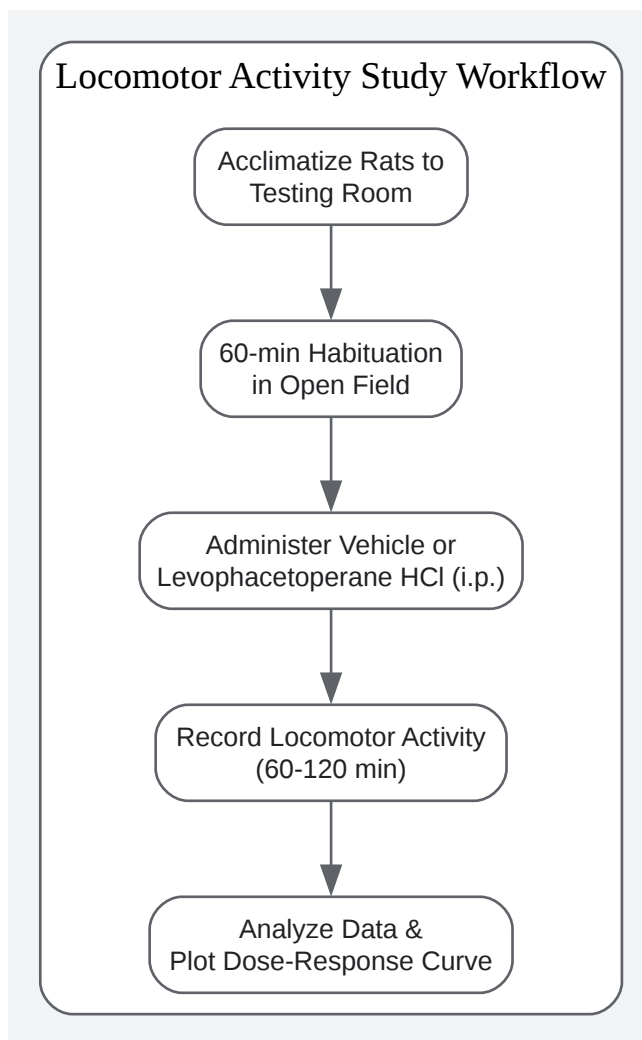 Locomotor Activity Study Workflow
Acclimatize Rats to
Testing Room
60-min Habituation
in Open Field
Administer Vehicle or
Levophacetoperane HCl (i.p.)
Record Locomotor Activity
(60-120 min)
Analyze Data &
Plot Dose-Response Curve